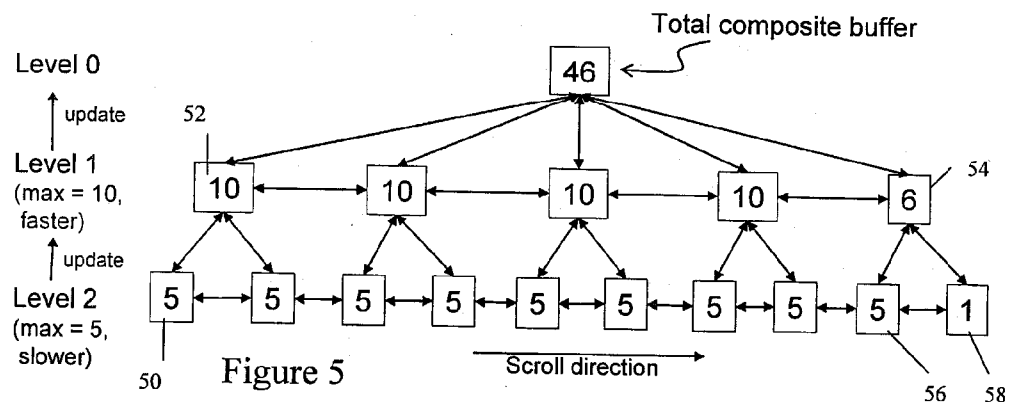 Total composite buffer
Level 0
46
update
52
Level 1
(max = 10,
faster)
10 10 10 10 6
54
update
Level 2
(max = 5,
slower)
5 5 5 5 5 5 5 5 5 1
50
Figure 5
Scroll direction
56
58